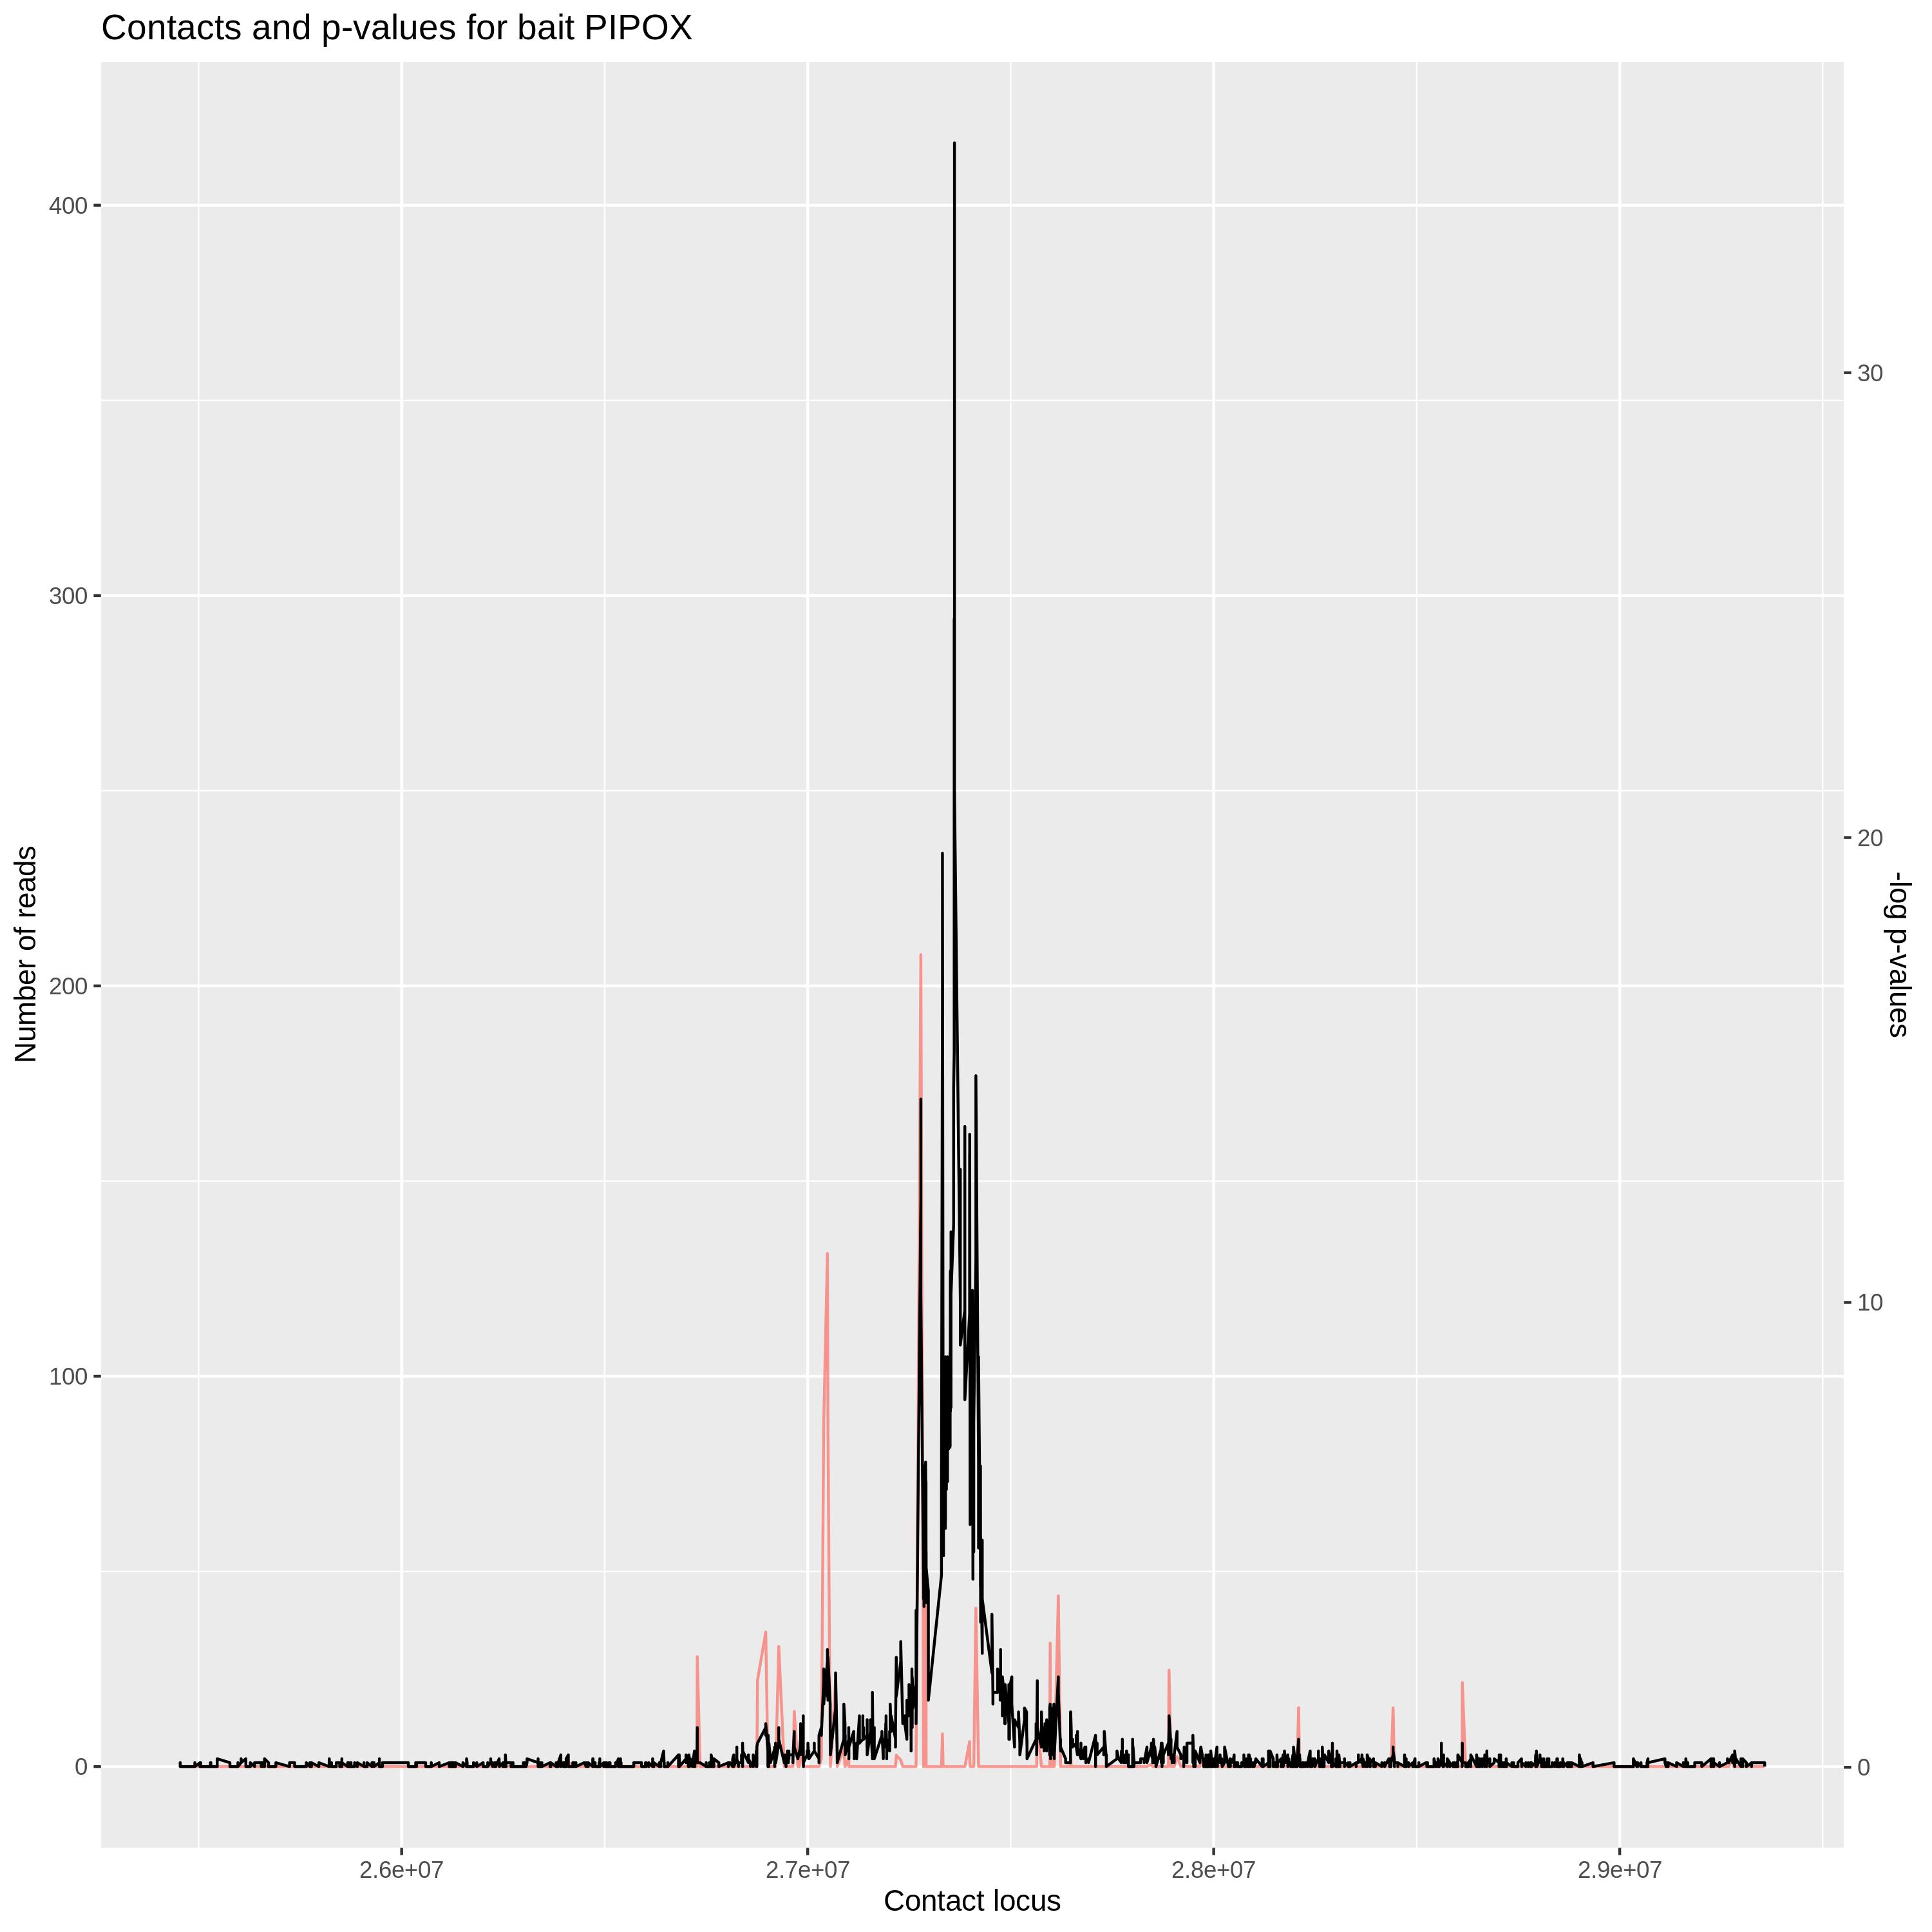 Contacts and p-values for bait PIPOX
400
300
200
100
0
Number of reads
30
20
10
0
-log p-values
2.6e+07
2.7e+07
2.8e+07
2.9e+07
Contact locus